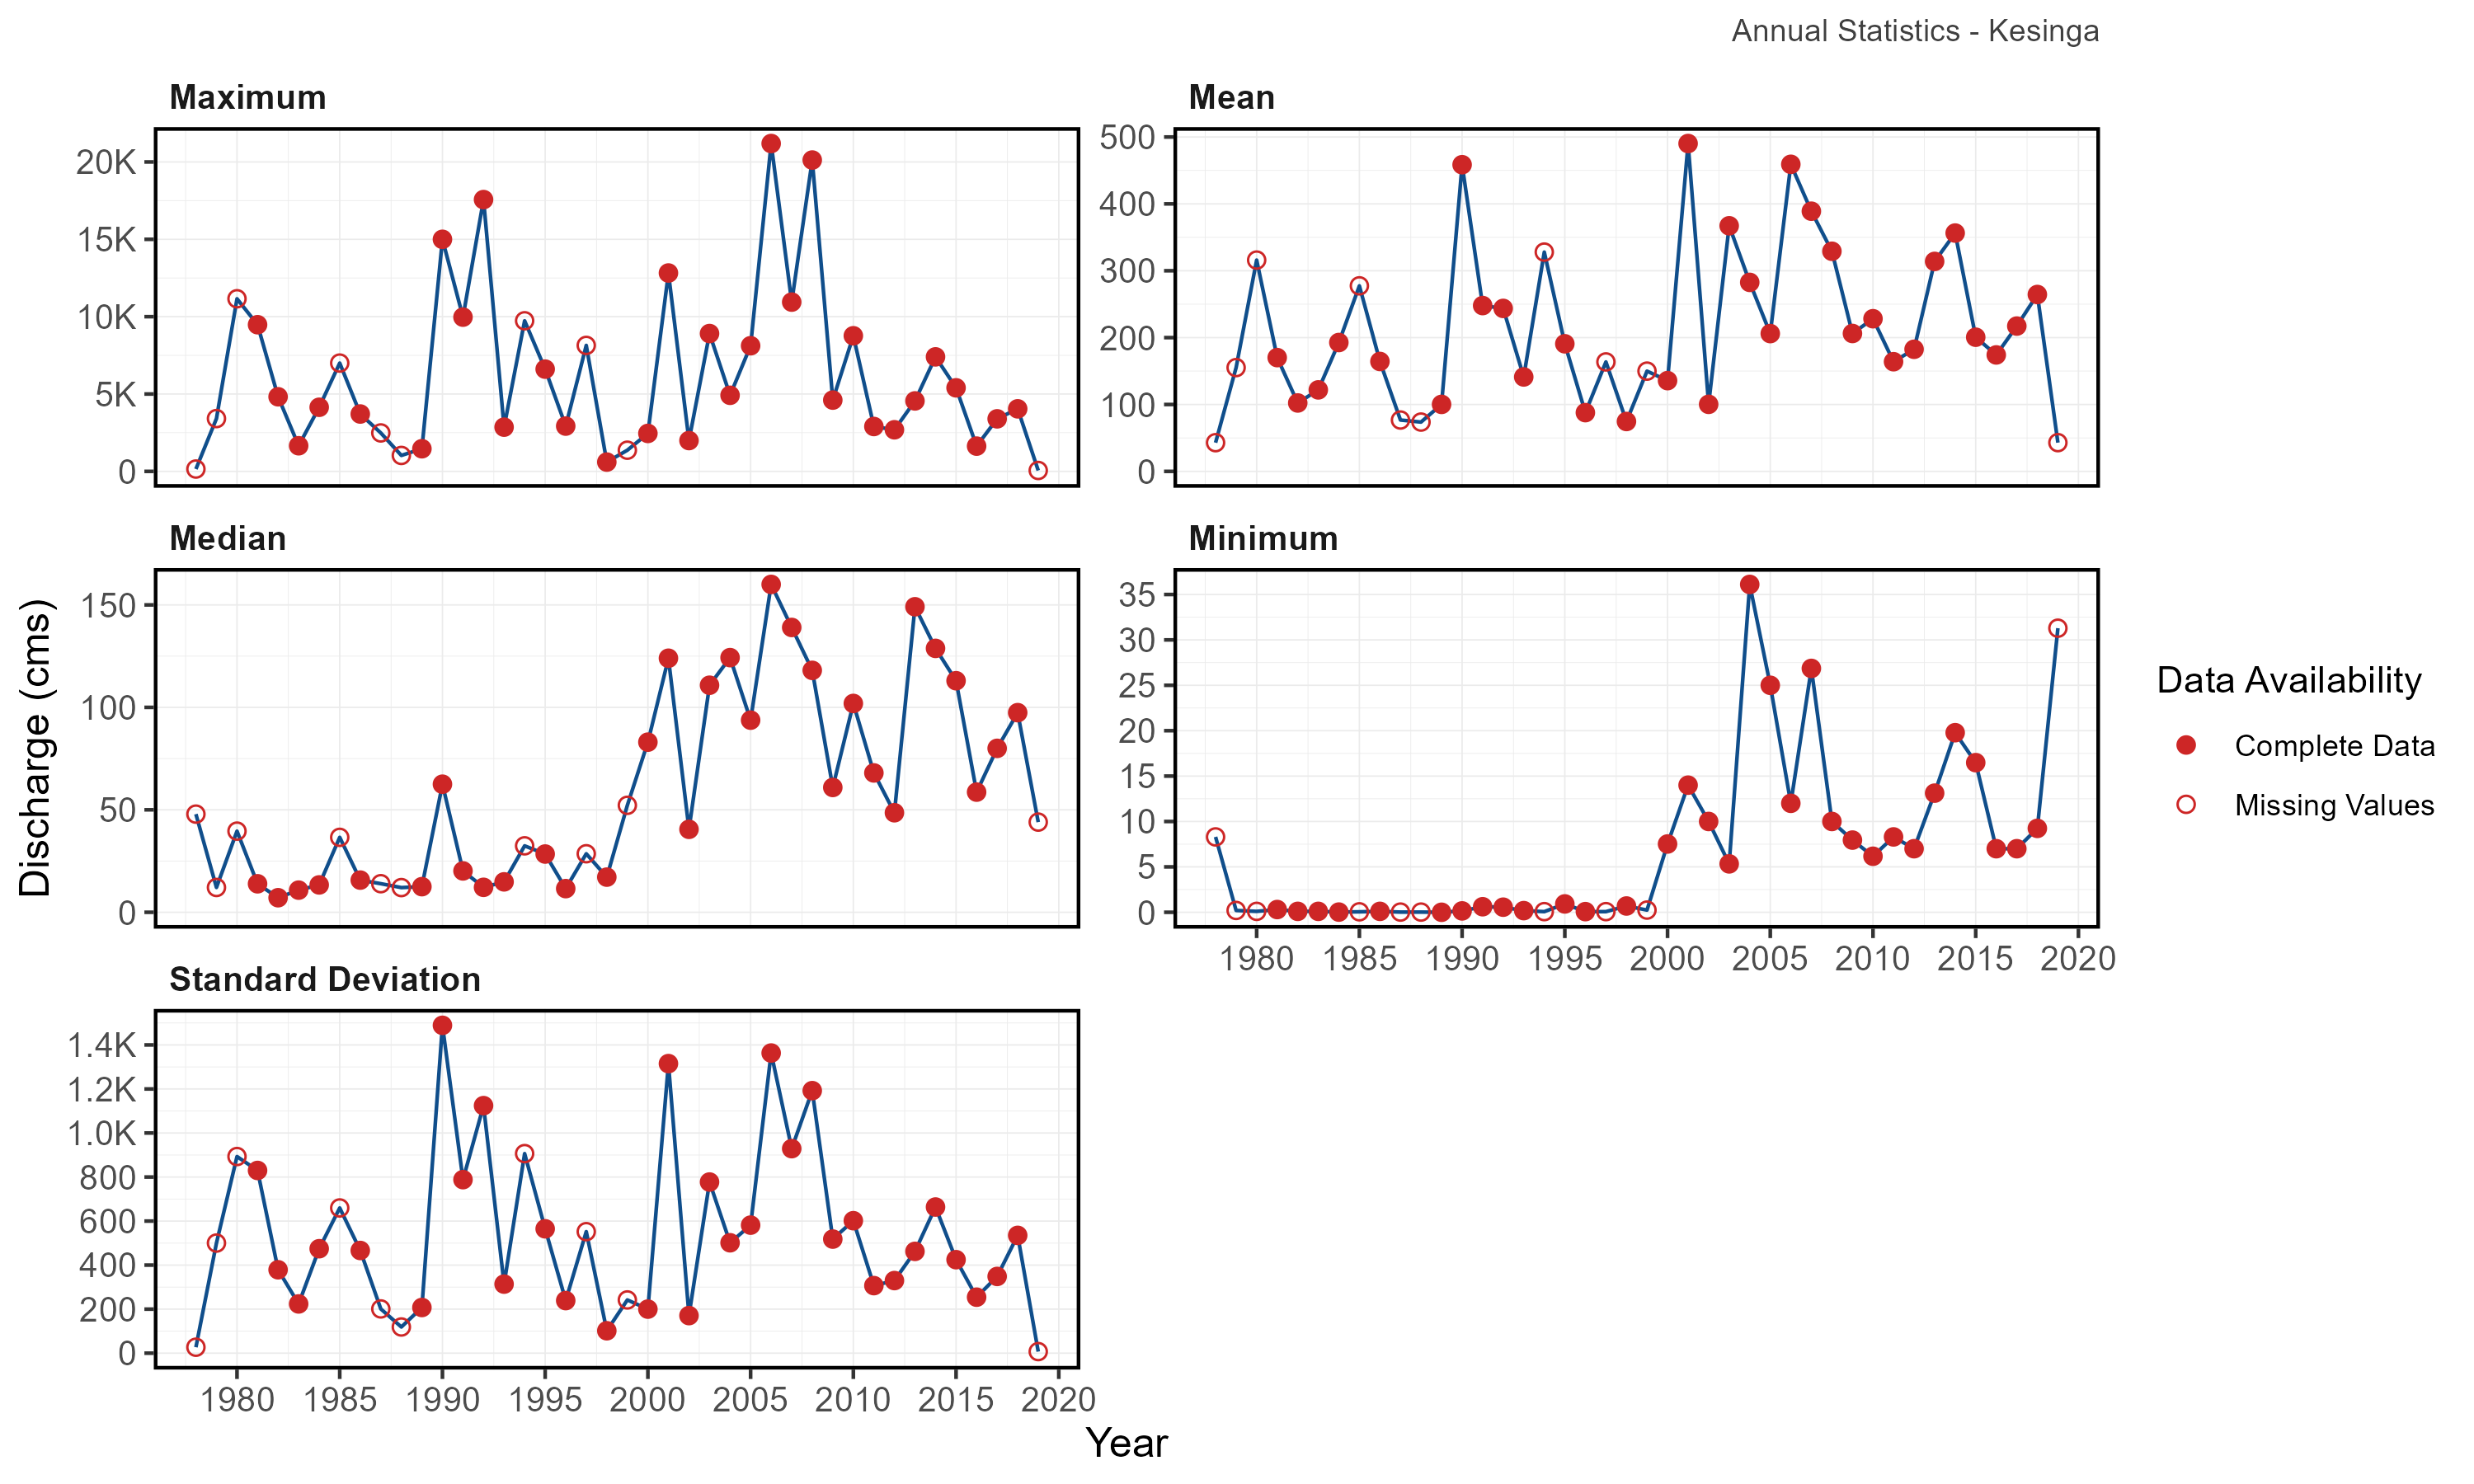 Annual Statistics - Kesinga
Maximum
20K
15K
10K
5K
0
Mean
500
400
300
200
100
0
Discharge (cms)
Median
150
100
50
0
Minimum
35
30
25
20
15
10
5
0
1980 1985 1990 1995 2000 2005 2010 2015 2020
Standard Deviation
1.4K
1.2K
1.0K
800
600
400
200
0
1980 1985 1990 1995 2000 2005 2010 2015 2020
Year
Data Availability
Complete Data
Missing Values